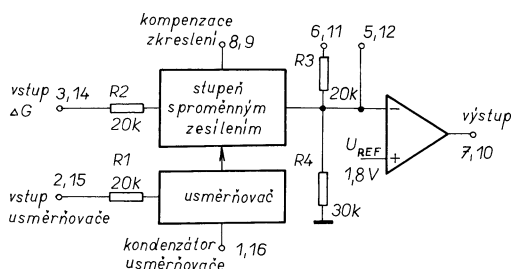 kompenzace
zkreslení
8,9
6,11
5,12
R3
20k
vstup
ΔG
3,14
R2
20k
stupeň
s proměnným
zesílením
−
výstup
7,10
U_REF
+
1,8 V
R4
30k
R1
20k
2,15
vstup
usměrňovače
usměrňovač
1,16
kondenzátor
usměrňovače